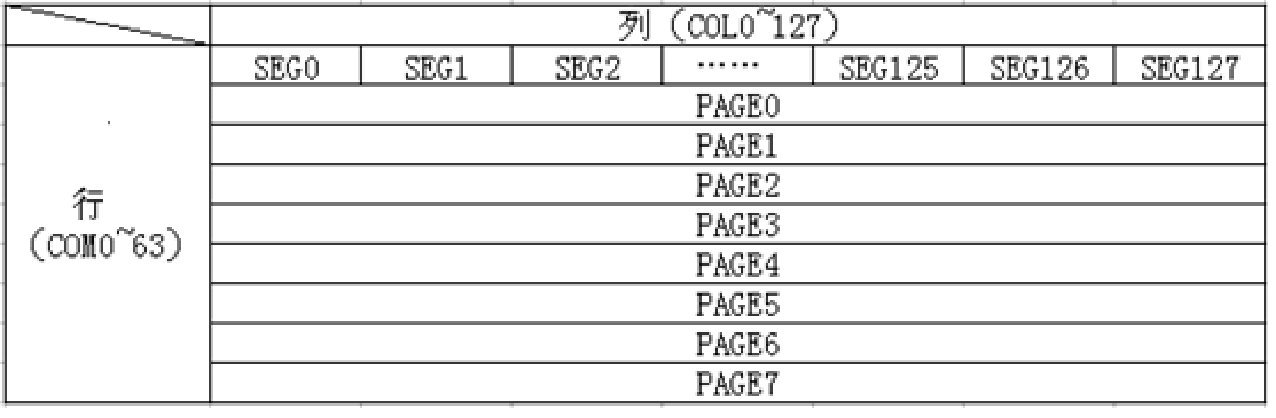 列 (COL0~127)
SEG0 SEG1 SEG2 …… SEG125 SEG126 SEG127
行
(COM0~63)
PAGE0
PAGE1
PAGE2
PAGE3
PAGE4
PAGE5
PAGE6
PAGE7